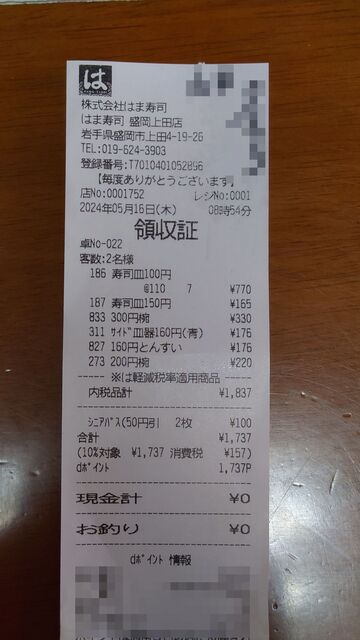 は
株式会社はま寿司
はま寿司 盛岡上田店
岩手県盛岡市上田4-19-26
TEL:019-624-3903
登録番号:T7010401052896
【毎度ありがとうございます】
店No:0001752 レシNo:0001
2024年05月16日(木) 08時54分
領収証
卓No-022
客数:2名様
186 寿司皿100円
@110 7 ¥770
187 寿司皿150円 ¥165
833 300円椀 ¥330
311 ｻｲﾄﾞ皿器160円(青) ¥176
827 160円とんすい ¥176
273 200円椀 ¥220
※は軽減税率適用商品
内税品計 ¥1,837
ｼﾆｱﾊﾟｽ(50円引 2枚 ¥100
合計 ¥1,737
(10%対象 ¥1,737 消費税 ¥157)
dﾎﾟｲﾝﾄ 1,737P
現金計 ¥0
お釣り ¥0
dﾎﾟｲﾝﾄ 情報